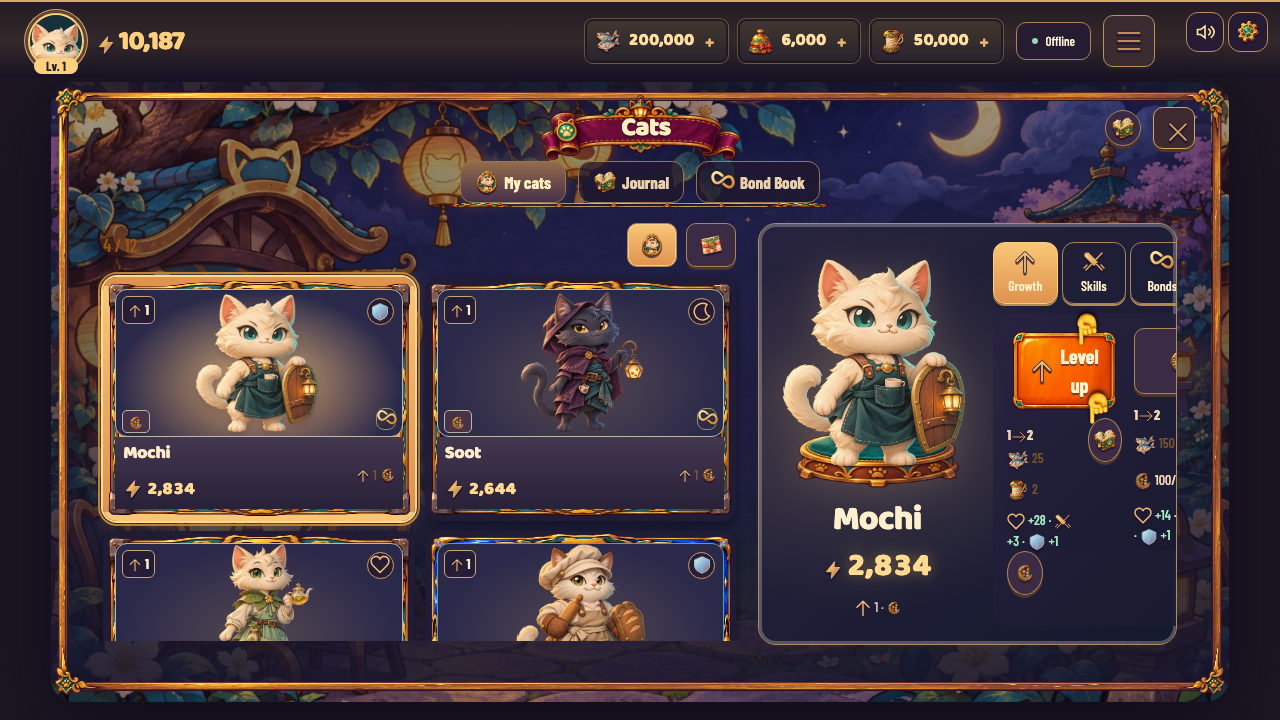 10,187
Lv. 1
200,000 +
6,000 +
50,000 +
Offline
Cats
My cats
Journal
Bond Book
4 / 12
1
Mochi
2,834
1
1
Soot
2,644
1
1
1
Growth
Skills
Bonds
Level
up
1→2
25
2
+28 ·
+3 · +1
1→2
150
100/
+14 ·
· +1
Mochi
2,834
1 ·